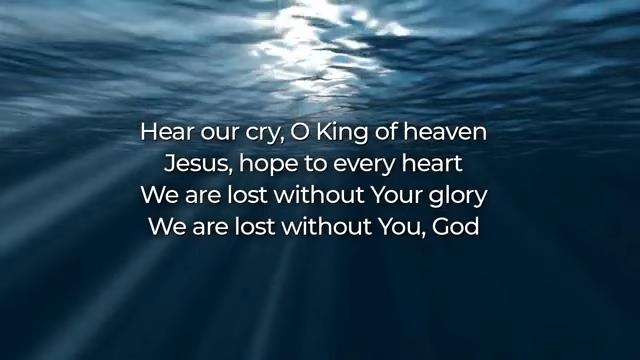 Hear our cry, O King of heaven
Jesus, hope to every heart
We are lost without Your glory
We are lost without You, God